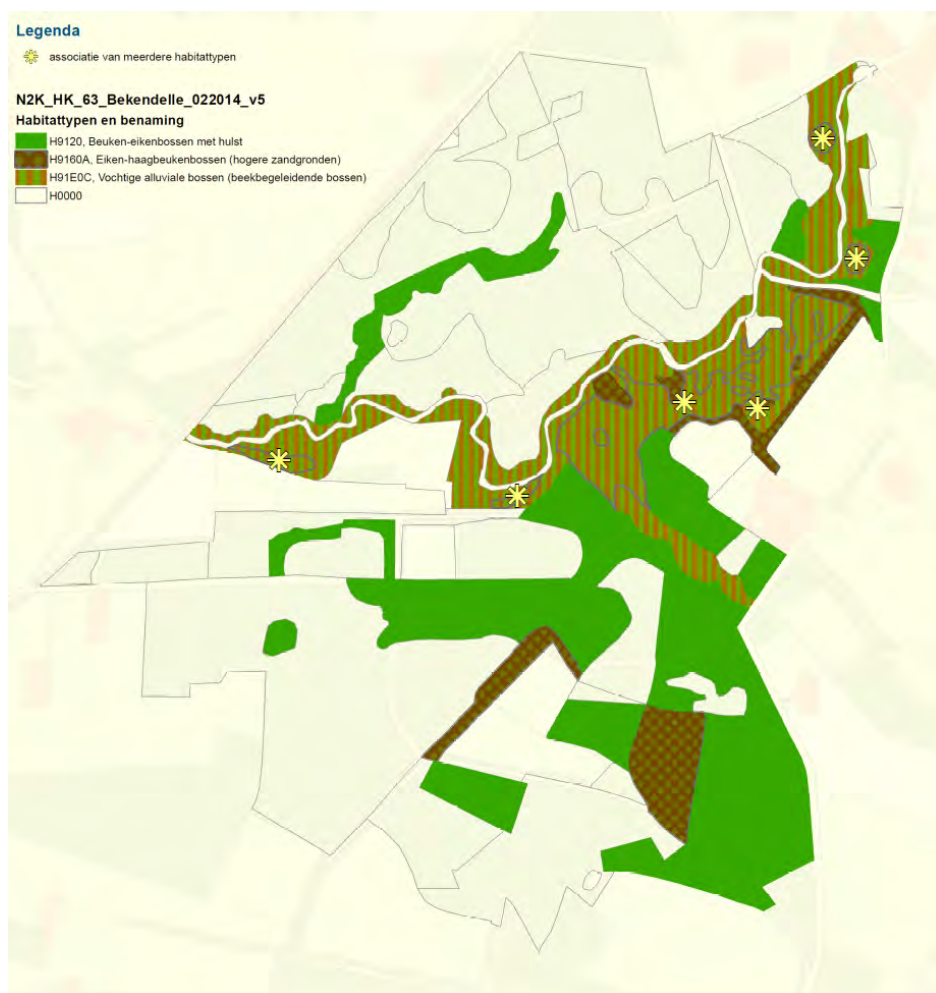 Legenda
associatie van meerdere habitattypen
N2K_HK_63_Bekendelle_022014_v5
Habitattypen en benaming
H9120, Beuken-eikenbossen met hulst
H9160A, Eiken-haagbeukenbossen (hogere zandgronden)
H91E0C, Vochtige alluviale bossen (beekbegeleidende bossen)
H0000